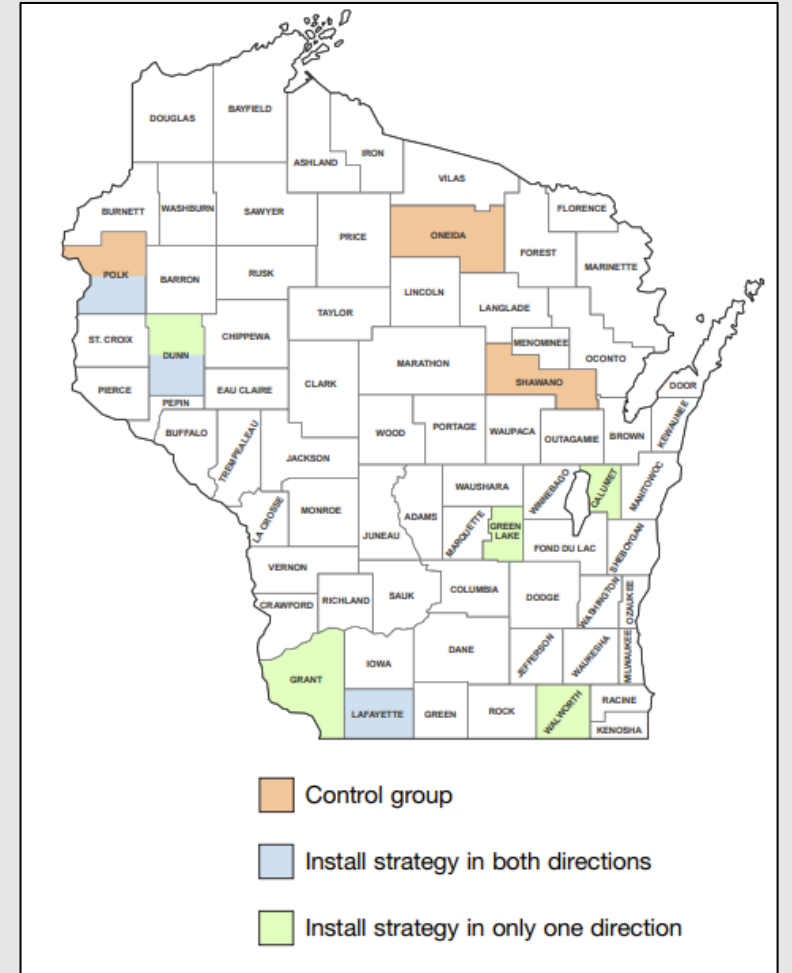 DOUGLAS
BAYFIELD
ASHLAND
IRON
VILAS
BURNETT
WASHBURN
SAWYER
PRICE
ONEIDA
FLORENCE
FOREST
MARINETTE
POLK
BARRON
RUSK
LINCOLN
LANGLADE
TAYLOR
ST. CROIX
CHIPPEWA
DUNN
MENOMINEE
OCONTO
MARATHON
CLARK
SHAWANO
DOOR
PIERCE
EAU CLAIRE
PEPIN
BUFFALO
TREMPEALEAU
WOOD
PORTAGE
WAUPACA
OUTAGAMIE
BROWN
KEWAUNEE
JACKSON
WAUSHARA
WINNEBAGO
CALUMET
MANITOWOC
LA CROSSE
MONROE
JUNEAU
ADAMS
MARQUETTE
GREEN
LAKE
FOND DU LAC
SHEBOYGAN
VERNON
CRAWFORD
RICHLAND
SAUK
COLUMBIA
DODGE
WASHINGTON
OZAUKEE
GRANT
IOWA
DANE
JEFFERSON
WAUKESHA
MILWAUKEE
LAFAYETTE
GREEN
ROCK
WALWORTH
RACINE
KENOSHA
Control group
Install strategy in both directions
Install strategy in only one direction